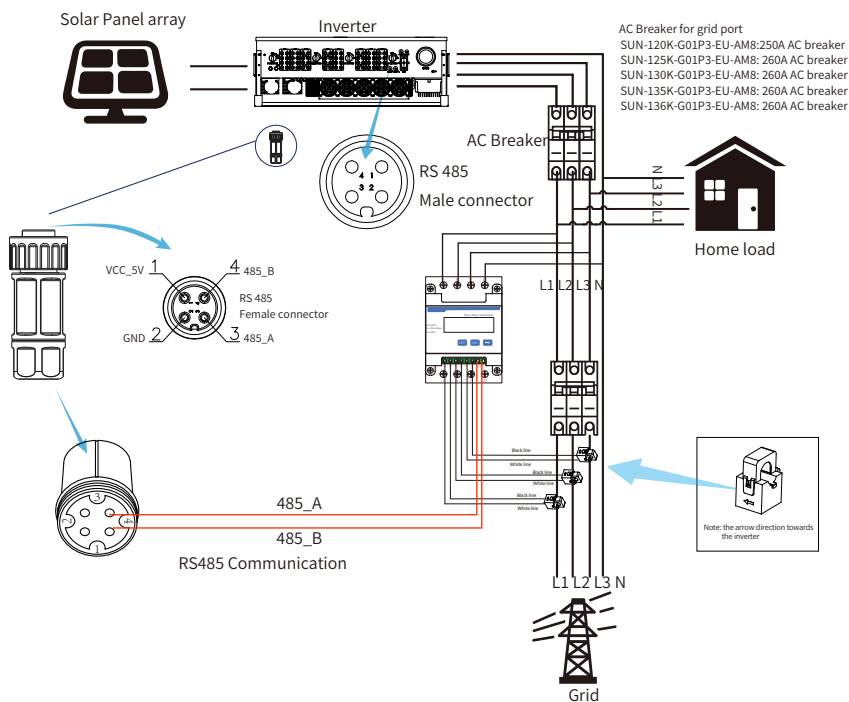 Solar Panel array
Inverter
AC Breaker for grid port
SUN-120K-G01P3-EU-AM8:250A AC breaker
SUN-125K-G01P3-EU-AM8: 260A AC breaker
SUN-130K-G01P3-EU-AM8: 260A AC breaker
SUN-135K-G01P3-EU-AM8: 260A AC breaker
SUN-136K-G01P3-EU-AM8: 260A AC breaker
AC Breaker
4 1
3 2
RS 485
Male connector
N
L3
L2
L1
Home load
VCC_5V 1
4 485_B
RS 485
Female connector
GND 2
3 485_A
L1 L2 L3 N
Black line
White line
Black line
White line
Black line
White line
Note: the arrow direction towards
the inverter
3
2
4
1
485_A
485_B
RS485 Communication
L1 L2 L3 N
Grid